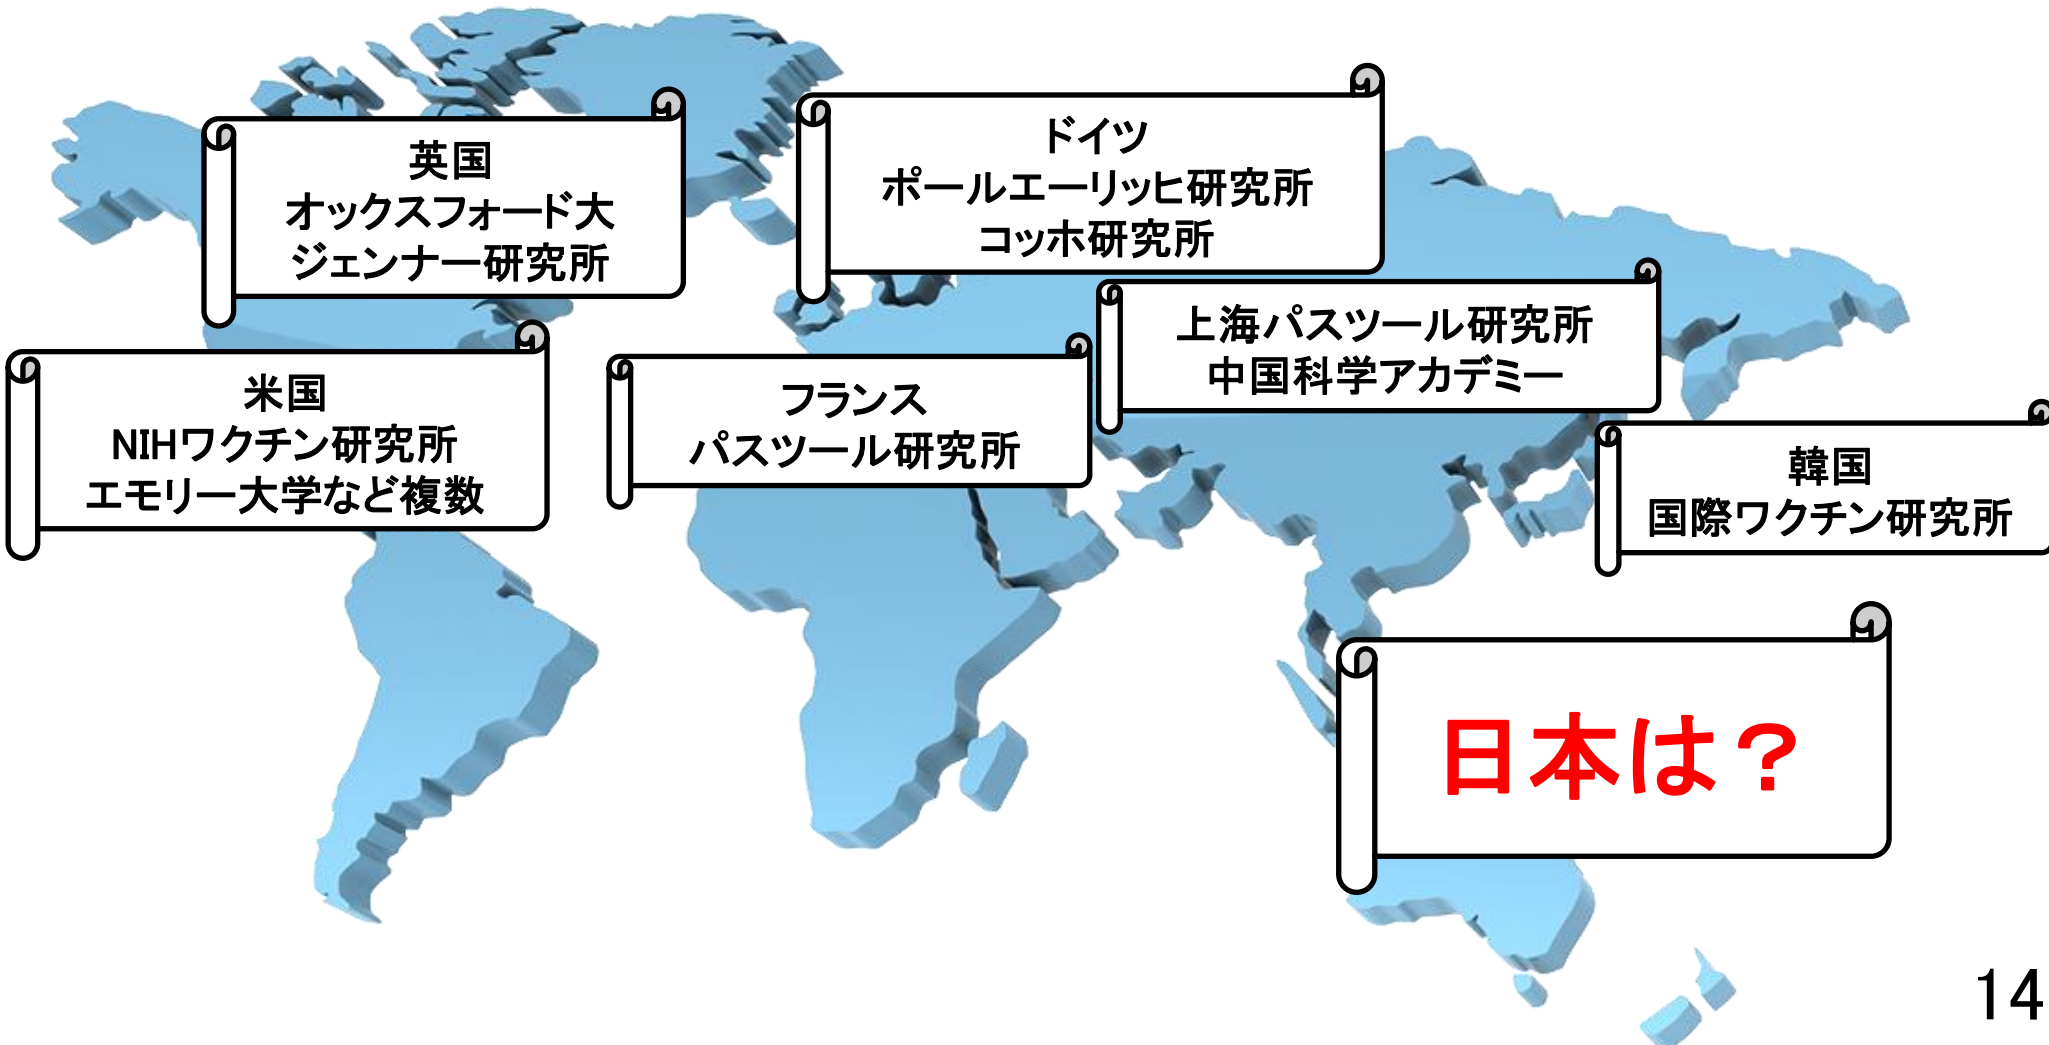 英国
オックスフォード大
ジェンナー研究所
ドイツ
ポールエーリッヒ研究所
コッホ研究所
上海パスツール研究所
中国科学アカデミー
米国
NIHワクチン研究所
エモリー大学など複数
フランス
パスツール研究所
韓国
国際ワクチン研究所
日本は？
14